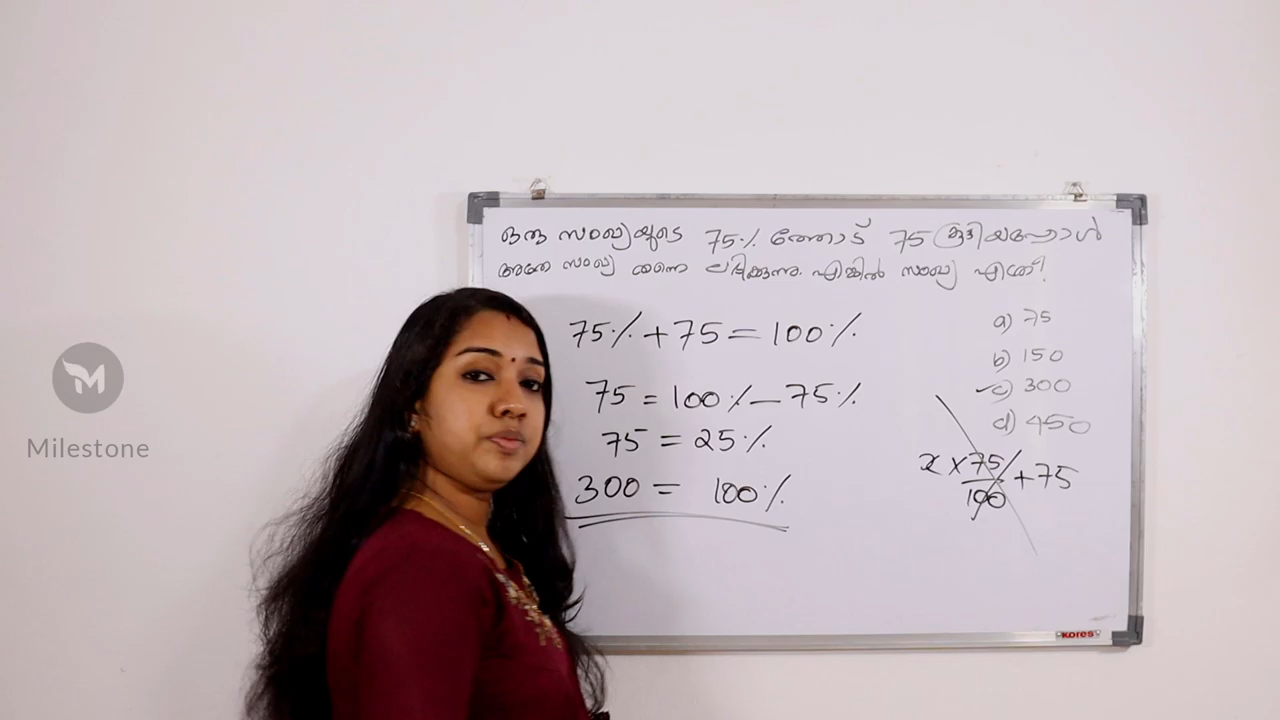 ഒരു സംഖ്യയുടെ 75% ത്തോട് 75 കൂട്ടിയപ്പോൾ
അതേ സംഖ്യ തന്നെ ലഭിക്കുന്നു. എങ്കിൽ സംഖ്യ ഏത്?
75% + 75 = 100%
75 = 100% - 75%
75 = 25%
300 = 100%
a) 75
b) 150
✓c) 300
d) 450
x × 75/100 + 75
KORES
M
Milestone